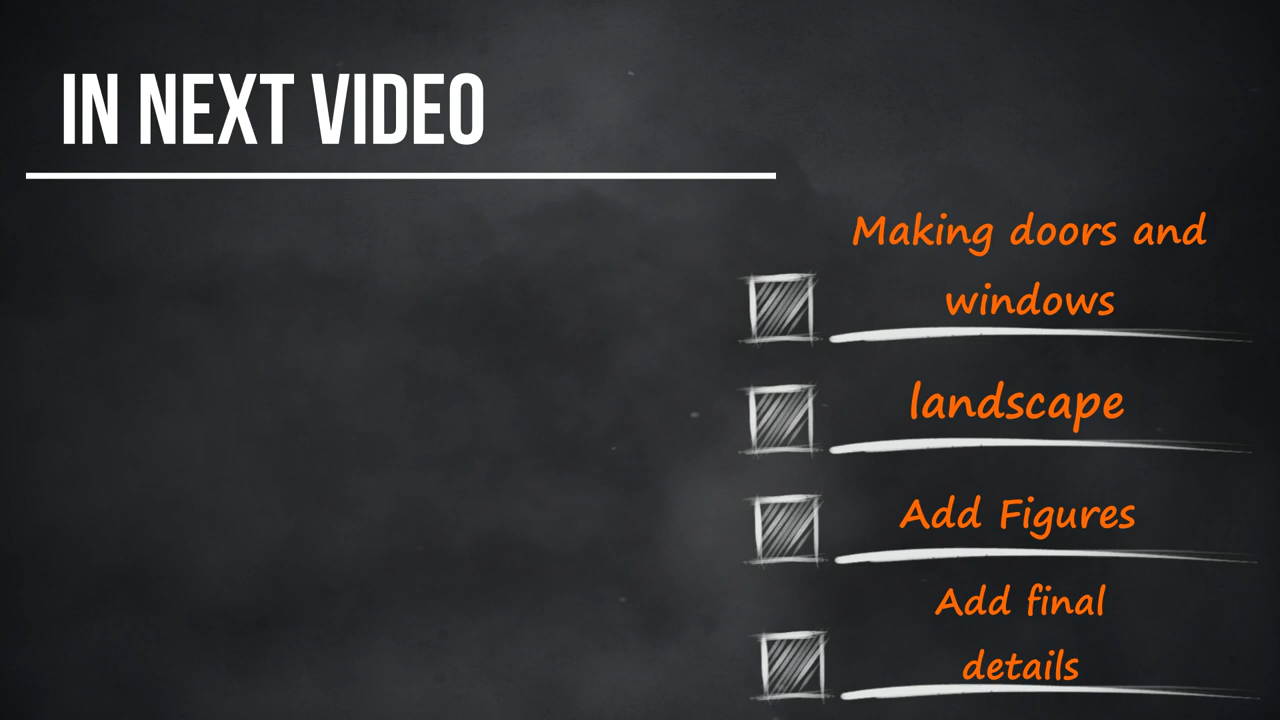 IN NEXT VIDEO
Making doors and
windows
landscape
Add Figures
Add final
details